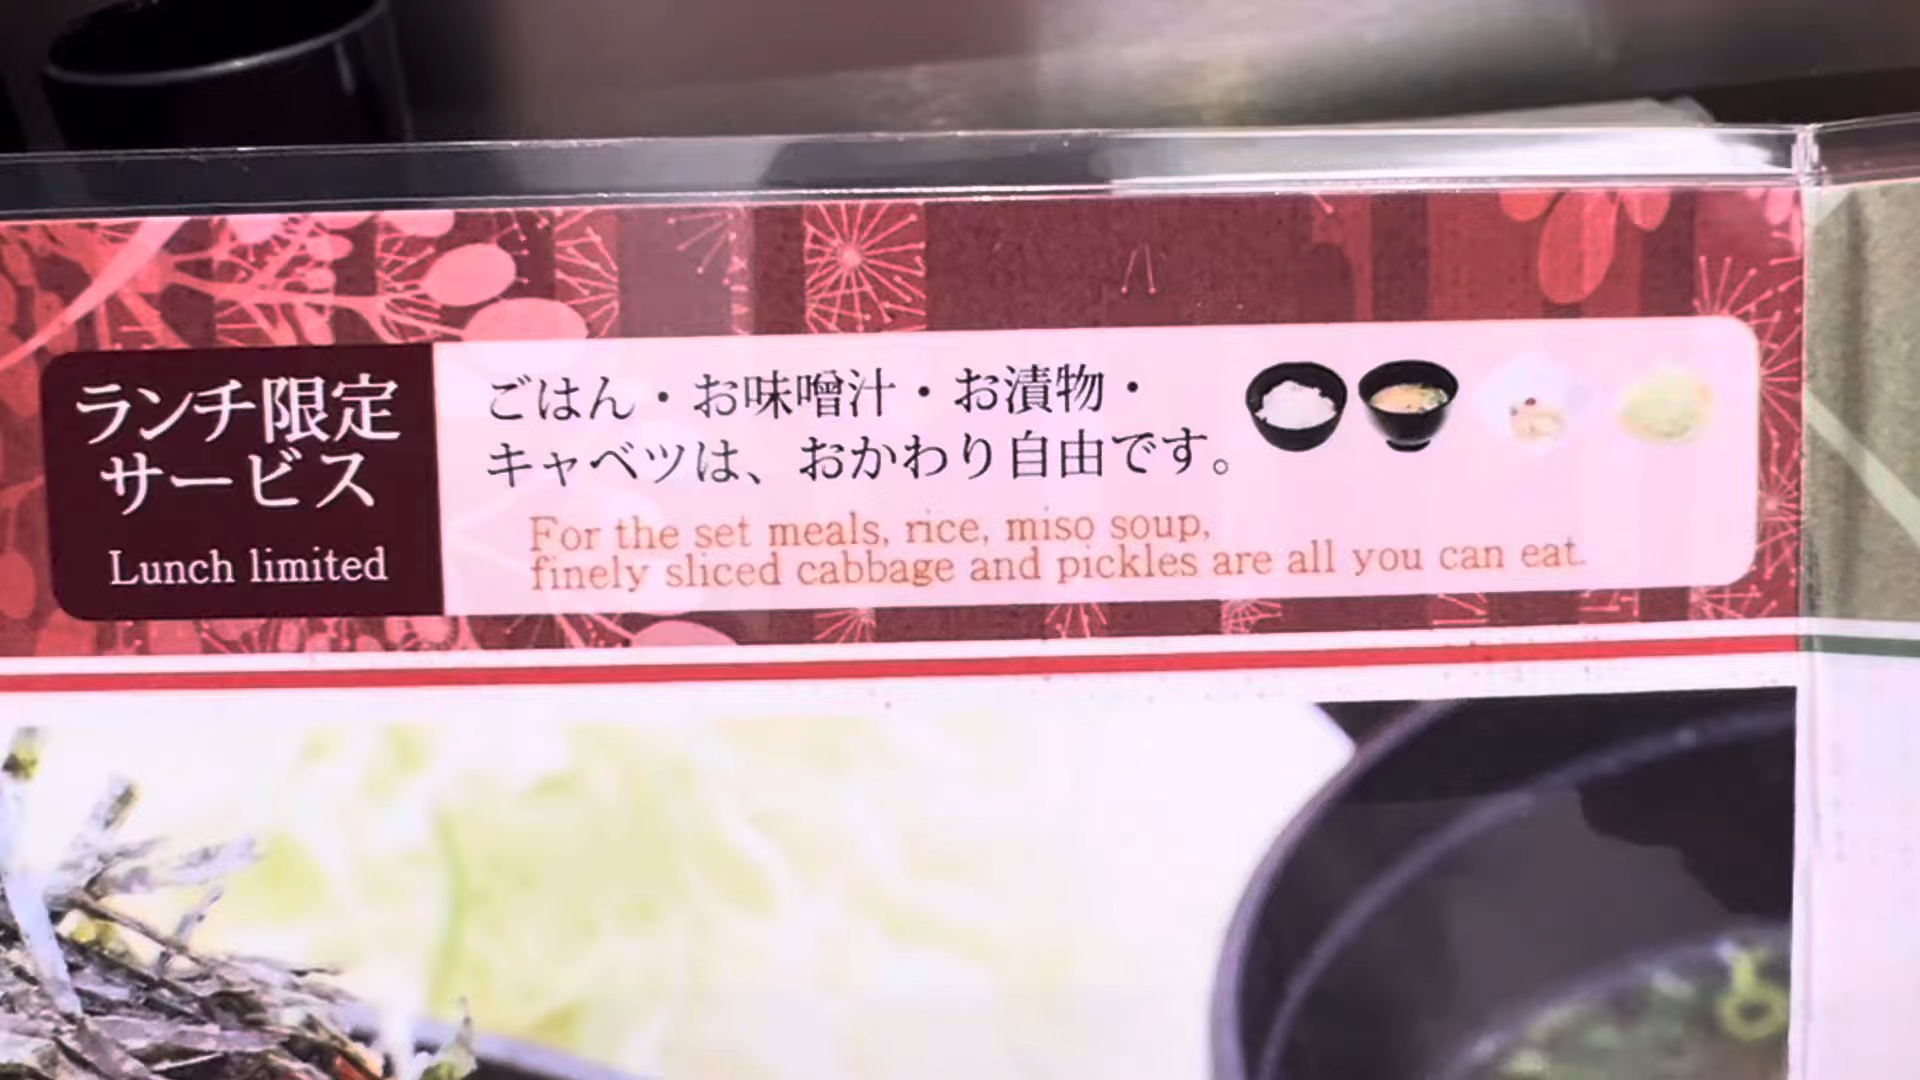 ランチ限定
サービス
Lunch limited
ごはん・お味噌汁・お漬物・
キャベツは、おかわり自由です。
For the set meals, rice, miso soup,
finely sliced cabbage and pickles are all you can eat.